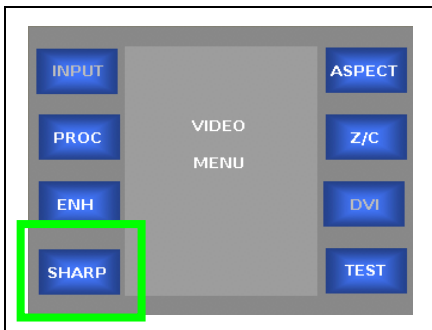 INPUT
ASPECT
PROC
VIDEO
Z/C
MENU
ENH
DVI
SHARP
TEST